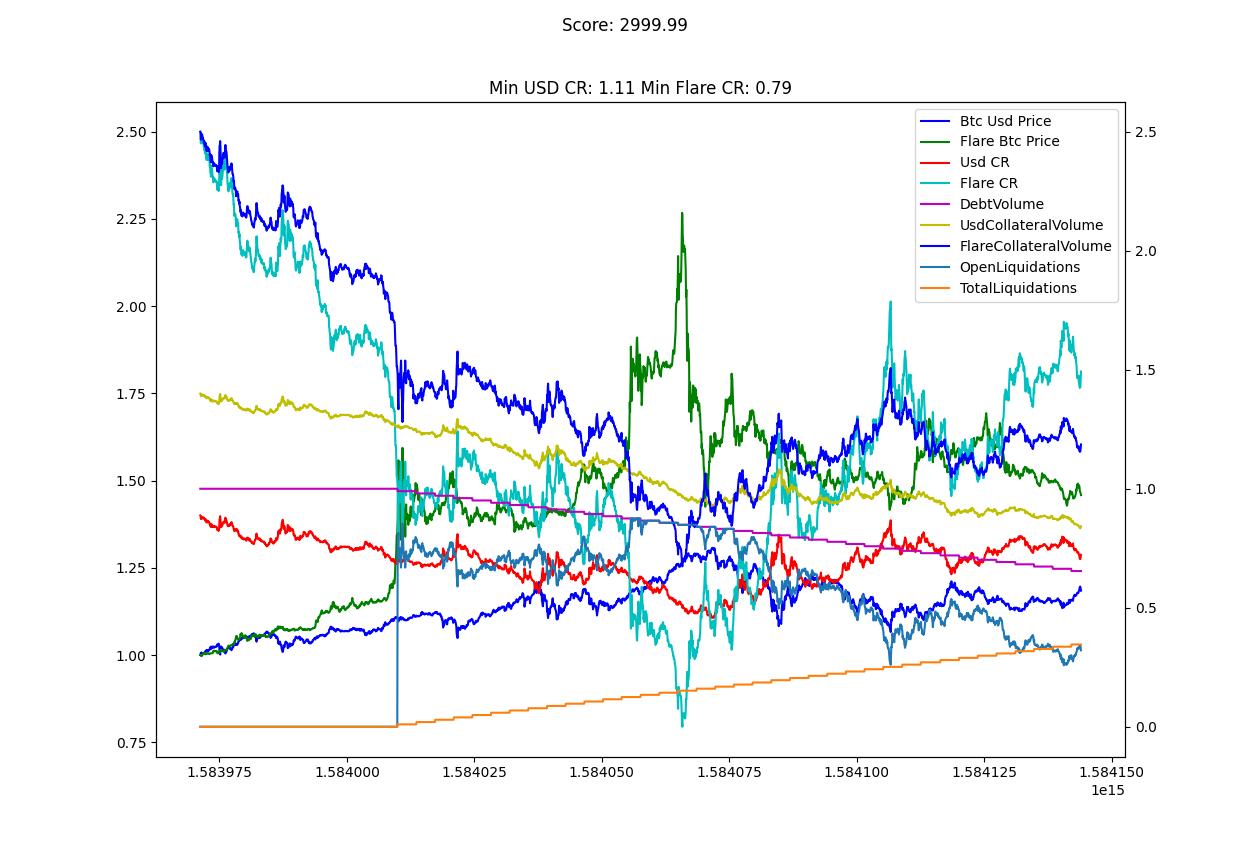 Score: 2999.99
Min USD CR: 1.11 Min Flare CR: 0.79
2.50
2.25
2.00
1.75
1.50
1.25
1.00
0.75
2.5
2.0
1.5
1.0
0.5
0.0
Btc Usd Price
Flare Btc Price
Usd CR
Flare CR
DebtVolume
UsdCollateralVolume
FlareCollateralVolume
OpenLiquidations
TotalLiquidations
1.583975 1.584000 1.584025 1.584050 1.584075 1.584100 1.584125 1.584150
1e15